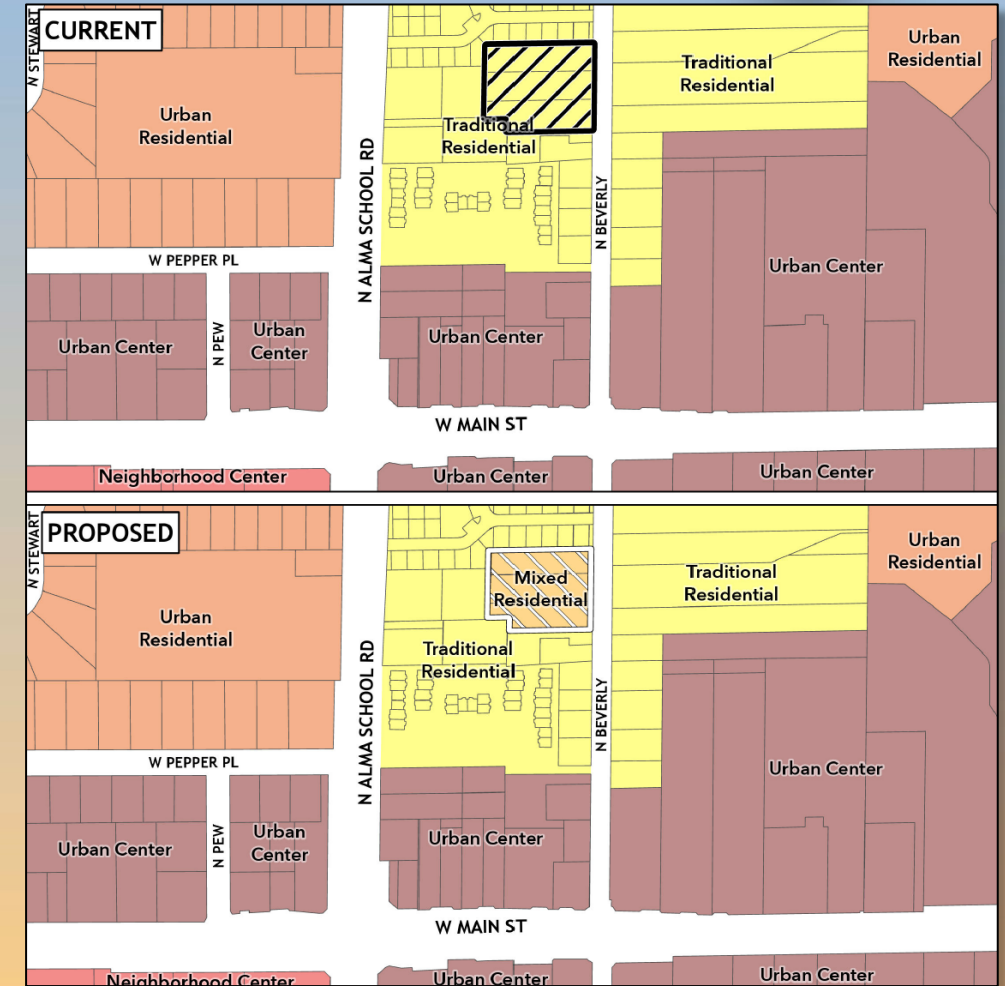 CURRENT
N STEWART
Urban
Residential
Traditional
Residential
Urban
Residential
Traditional
Residential
N ALMA SCHOOL RD
N BEVERLY
W PEPPER PL
Urban Center
N PEW
Urban
Center
Urban Center
Urban Center
W MAIN ST
Neighborhood Center
Urban Center
Urban Center
PROPOSED
N STEWART
Urban
Residential
Mixed
Residential
Traditional
Residential
Urban
Residential
Traditional
Residential
N ALMA SCHOOL RD
N BEVERLY
W PEPPER PL
Urban Center
N PEW
Urban
Center
Urban Center
Urban Center
W MAIN ST
Neighborhood Center
Urban Center
Urban Center